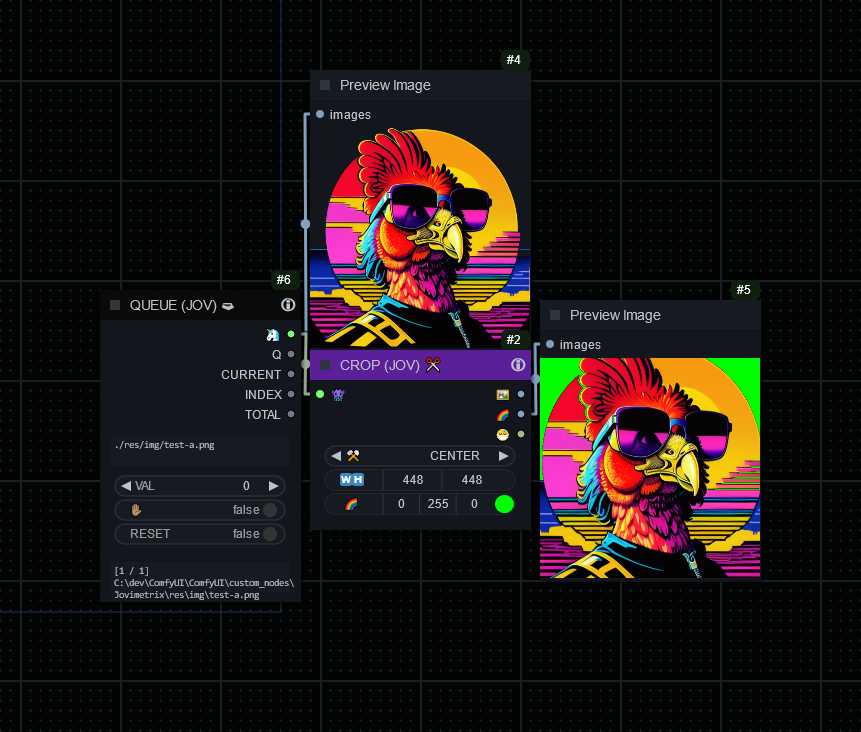 #4
Preview Image
images
#6
QUEUE (JOV)
Q
CURRENT
INDEX
TOTAL
./res/img/test-a.png
VAL 0
false
RESET false
[1 / 1]
C:\dev\ComfyUI\ComfyUI\custom_nodes\
Jovimetrix\res\img\test-a.png
#2
CROP (JOV)
CENTER
W H 448 448
0 255 0
#5
Preview Image
images